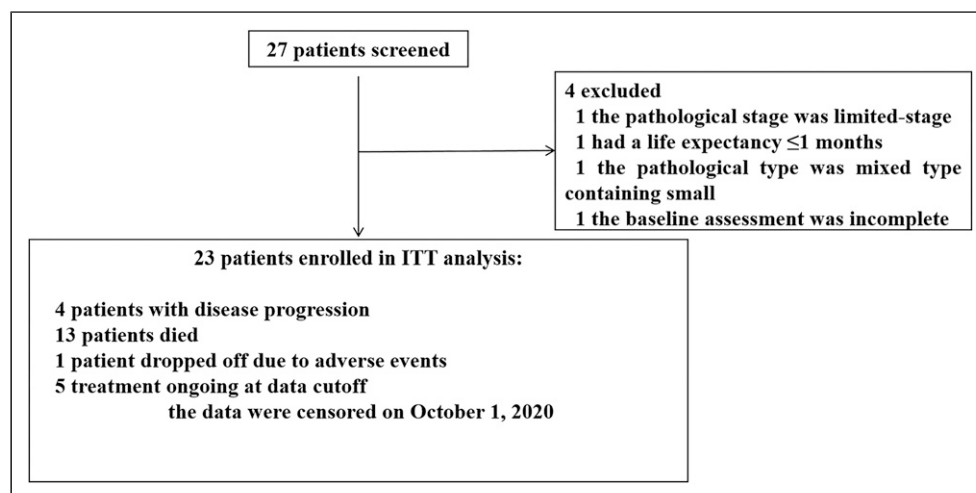 27 patients screened
4 excluded
1 the pathological stage was limited-stage
1 had a life expectancy ≤1 months
1 the pathological type was mixed type
containing small
1 the baseline assessment was incomplete
23 patients enrolled in ITT analysis:
4 patients with disease progression
13 patients died
1 patient dropped off due to adverse events
5 treatment ongoing at data cutoff
the data were censored on October 1, 2020